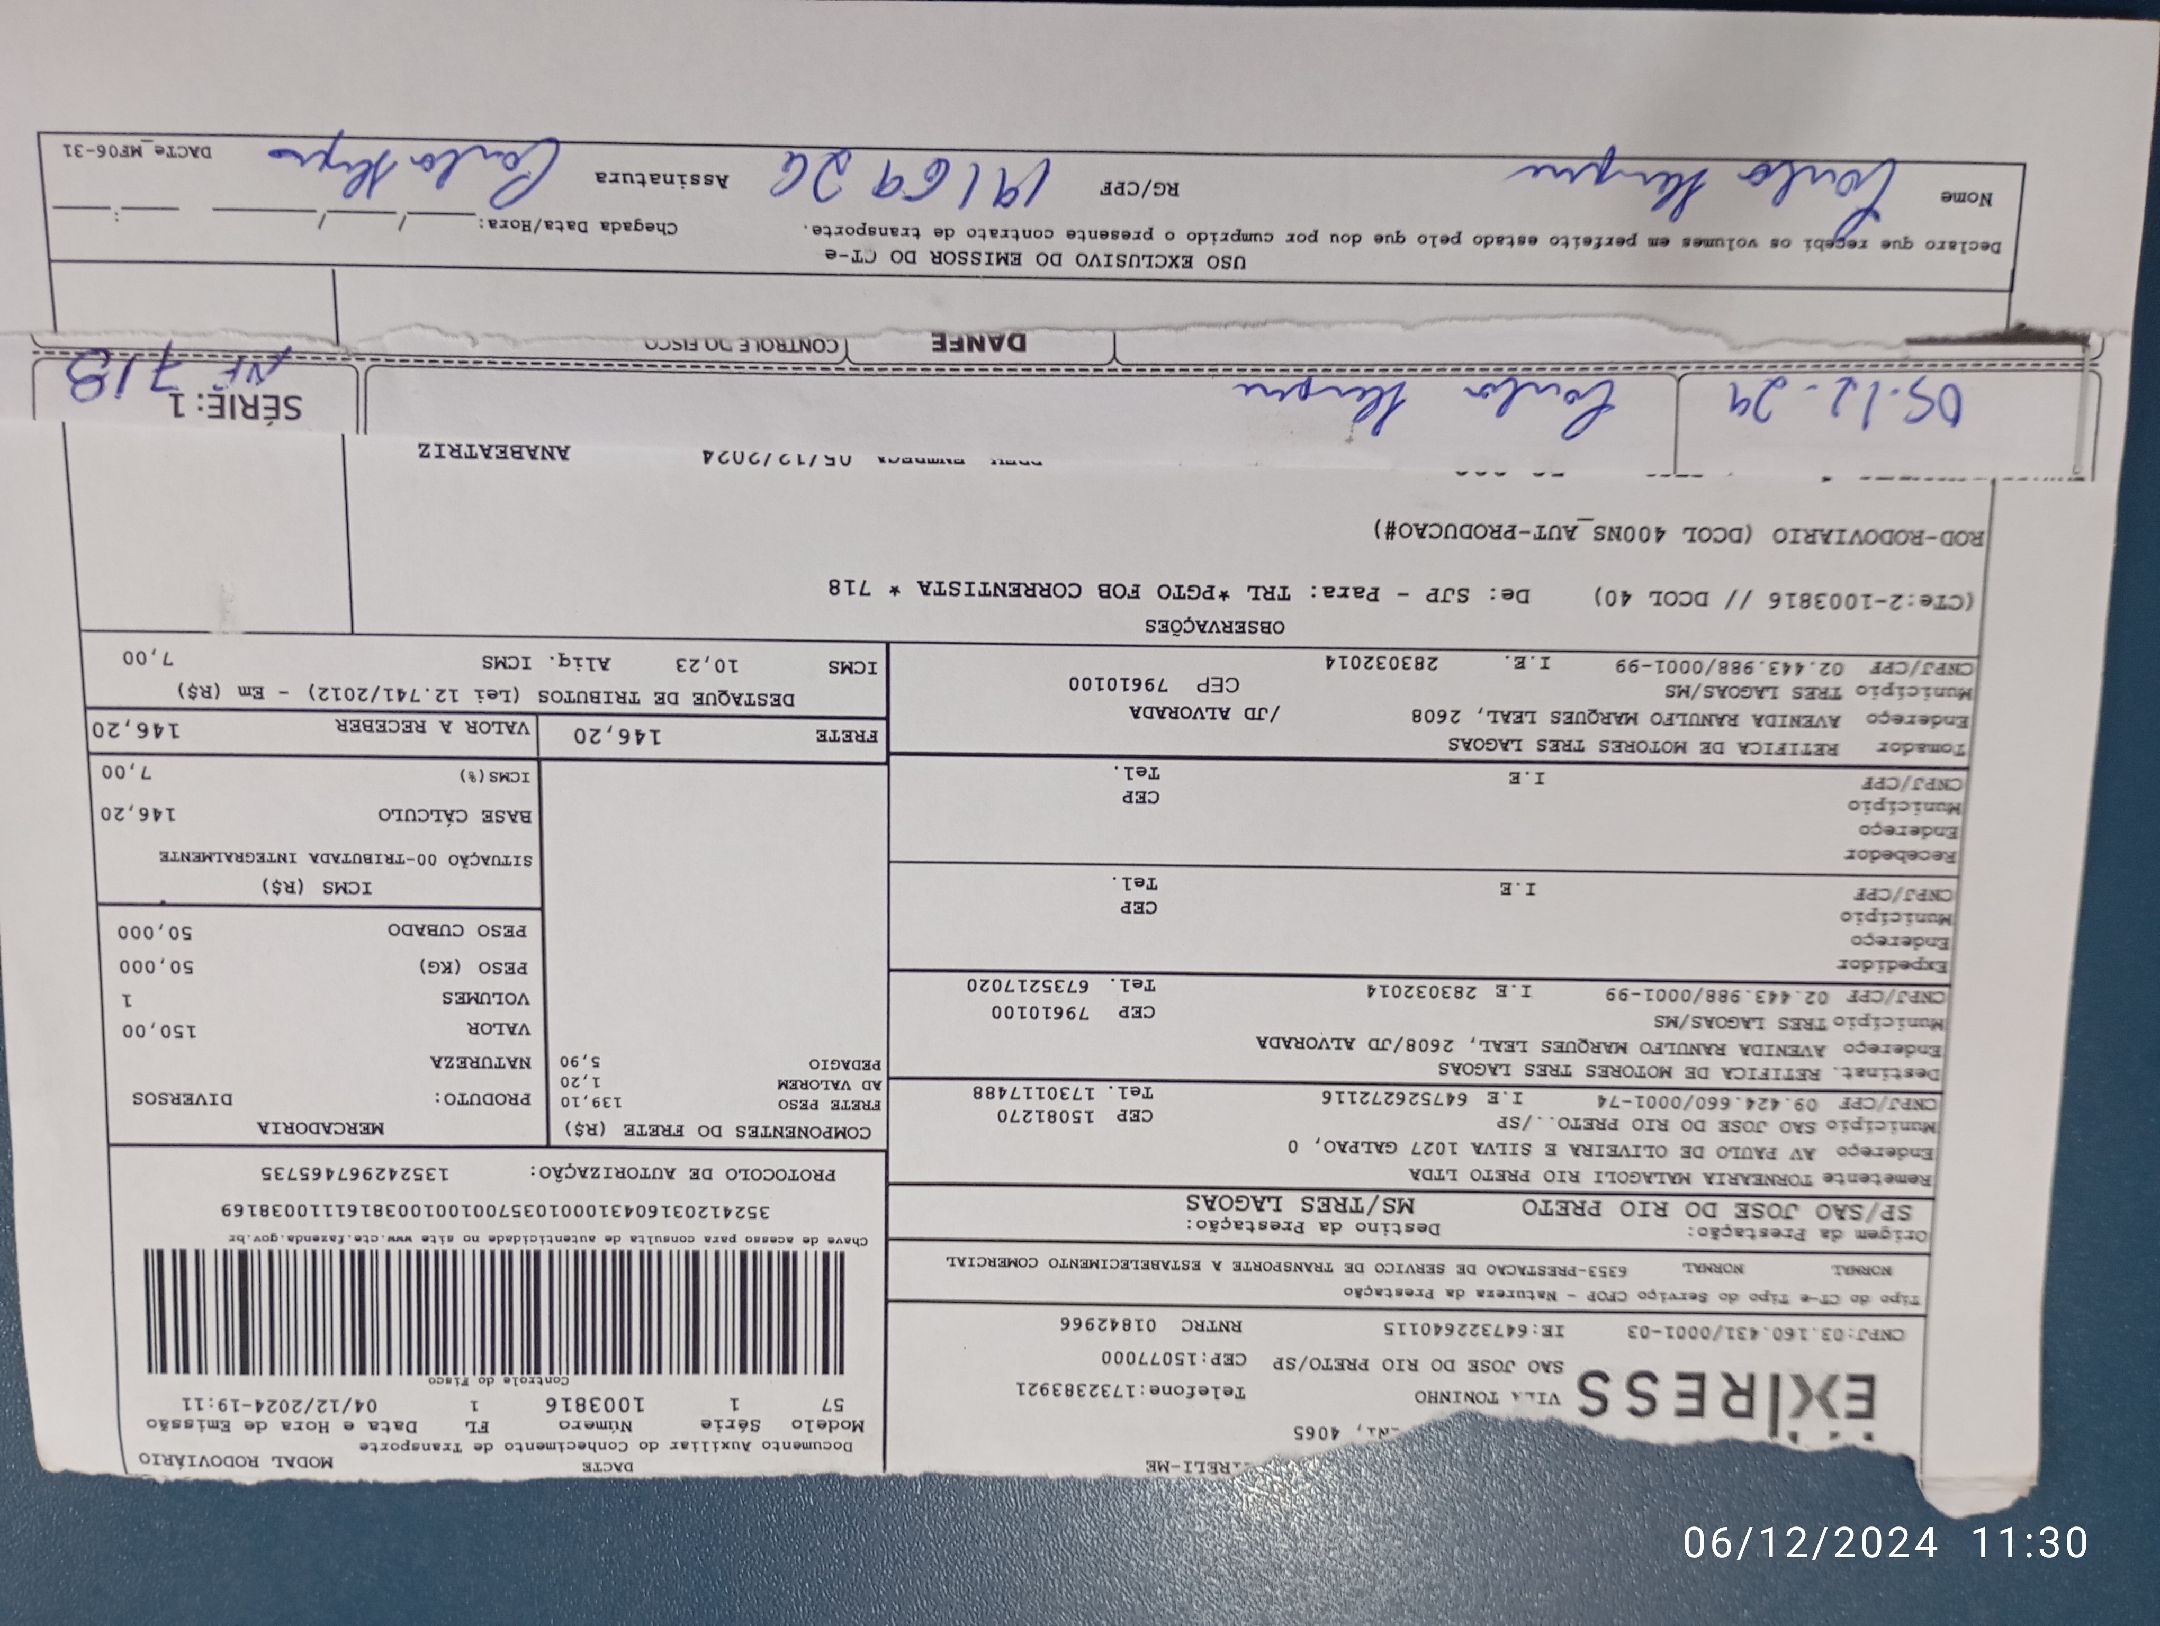 EIRELI-ME
4065
EXPRESS
VILA TONINHO
Telefone:1732383921
SAO JOSE DO RIO PRETO/SP CEP:15077000
CNPJ:03.160.431/0001-03 IE:647322640115 RNTRC 01842966
Tipo do CT-e Tipo do Serviço CFOP - Natureza da Prestação
NORMAL NORMAL 6353-PRESTACAO DE SERVICO DE TRANSPORTE A ESTABELECIMENTO COMERCIAL
Origem da Prestação: Destino da Prestação:
SP/SAO JOSE DO RIO PRETO MS/TRES LAGOAS
Remetente TORNEARIA MALAGOLI RIO PRETO LTDA
Endereço AV PAULO DE OLIVEIRA E SILVA 1027 GALPAO, 0
Município SAO JOSE DO RIO PRETO../SP CEP 15081270
CNPJ/CPF 09.424.660/0001-74 I.E 647526272116 Tel. 1730117488
Destinat. RETIFICA DE MOTORES TRES LAGOAS
Endereço AVENIDA RANULFO MARQUES LEAL, 2608/JD ALVORADA
Município TRES LAGOAS/MS CEP 79610100
CNPJ/CPF 02.443.988/0001-99 I.E 283032014 Tel. 6735217020
Expedidor
Endereço
Município CEP
CNPJ/CPF I.E Tel.
Recebedor
Endereço
Município CEP
CNPJ/CPF I.E Tel.
Tomador RETIFICA DE MOTORES TRES LAGOAS
Endereço AVENIDA RANULFO MARQUES LEAL, 2608 /JD ALVORADA
Município TRES LAGOAS/MS CEP 79610100
CNPJ/CPF 02.443.988/0001-99 I.E. 283032014
DACTE MODAL RODOVIÁRIO
Documento Auxiliar do Conhecimento de Transporte
Modelo Série Número FL Data e Hora de Emissão
57 1 1003816 1 04/12/2024-19:11
Controle do Fisco
Chave de acesso para consulta de autenticidade no site www.cte.fazenda.gov.br
35241203160431000103570010010038161110038169
PROTOCOLO DE AUTORIZAÇÃO: 135242967465735
COMPONENTES DO FRETE (R$)
FRETE PESO 139,10
AD VALOREM 1,20
PEDAGIO 5,90
MERCADORIA
PRODUTO: DIVERSOS
NATUREZA
VALOR 150,00
VOLUMES 1
PESO (KG) 50,000
PESO CUBADO 50,000
ICMS (R$)
SITUAÇÃO 00-TRIBUTADA INTEGRALMENTE
BASE CÁLCULO 146,20
ICMS(%) 7,00
FRETE 146,20 VALOR A RECEBER 146,20
DESTAQUE DE TRIBUTOS (Lei 12.741/2012) - Em (R$)
ICMS 10,23 Aliq. ICMS 7,00
OBSERVAÇÕES
(CTe:2-1003816 // DCOL 40) De: SJP - Para: TRL *PGTO FOB CORRENTISTA * 718
ROD-RODOVIARIO (DCOL 400NS_AUT-PRODUCAO#)
05/12/2024 ANABEATRIZ
05.12-24 SÉRIE: 1
NF 718
DANFE CONTROLE DO FISCO
USO EXCLUSIVO DO EMISSOR DO CT-e
Declaro que recebi os volumes em perfeito estado pelo que dou por cumprido o presente contrato de transporte. Chegada Data/Hora: ___/___/___ ___:___
Nome RG/CPF Assinatura
DACTe_MF06-31
06/12/2024 11:30